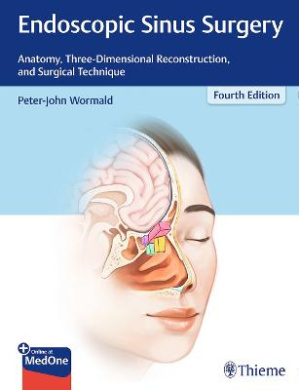 Endoscopic Sinus Surgery
Anatomy, Three-Dimensional Reconstruction,
and Surgical Technique
Peter-John Wormald
Fourth Edition
+ Online at
MedOne
Thieme